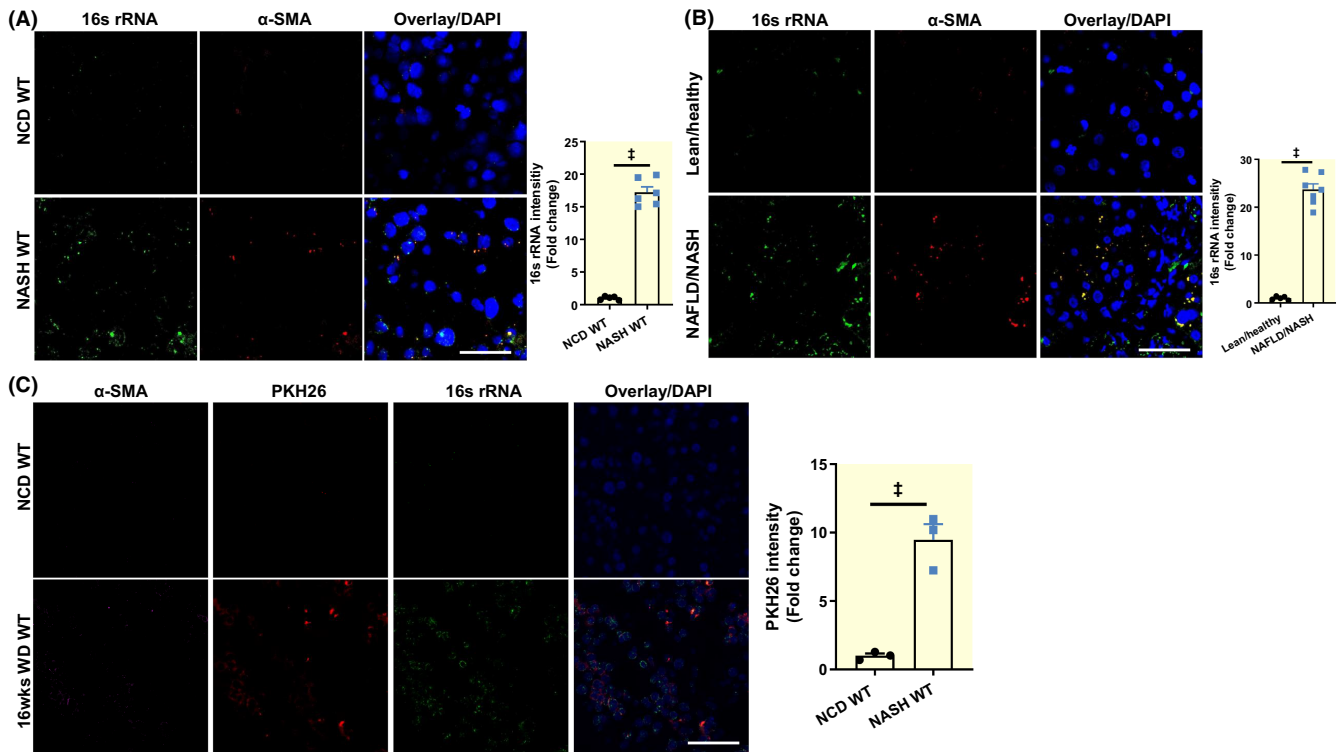 (A)
16s rRNA α-SMA Overlay/DAPI
NCD WT
NASH WT
16s rRNA intensitiy
(Fold change)
25
20
15
10
5
0
‡
NCD WT
NASH WT
(B)
16s rRNA α-SMA Overlay/DAPI
Lean/healthy
NAFLD/NASH
16s rRNA intensitiy
(Fold change)
30
20
10
0
‡
Lean/healthy
NAFLD/NASH
(C)
α-SMA PKH26 16s rRNA Overlay/DAPI
NCD WT
16wks WD WT
PKH26 intensity
(Fold change)
15
10
5
0
‡
NCD WT
NASH WT